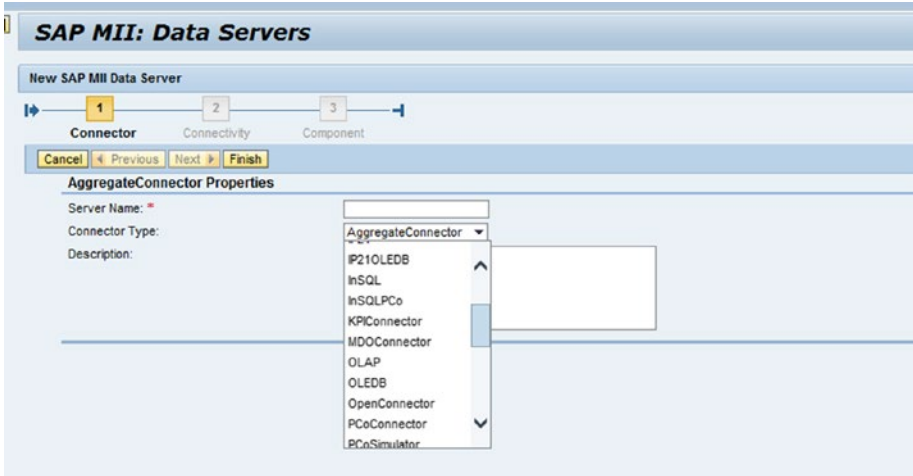 SAP MII: Data Servers
New SAP MII Data Server
1 2 3
Connector Connectivity Component
Cancel Previous Next Finish
AggregateConnector Properties
Server Name: *
Connector Type: AggregateConnector
Description:
IP21OLEDB
InSQL
InSQLPCo
KPIConnector
MDOConnector
OLAP
OLEDB
OpenConnector
PCoConnector
PCoSimulator